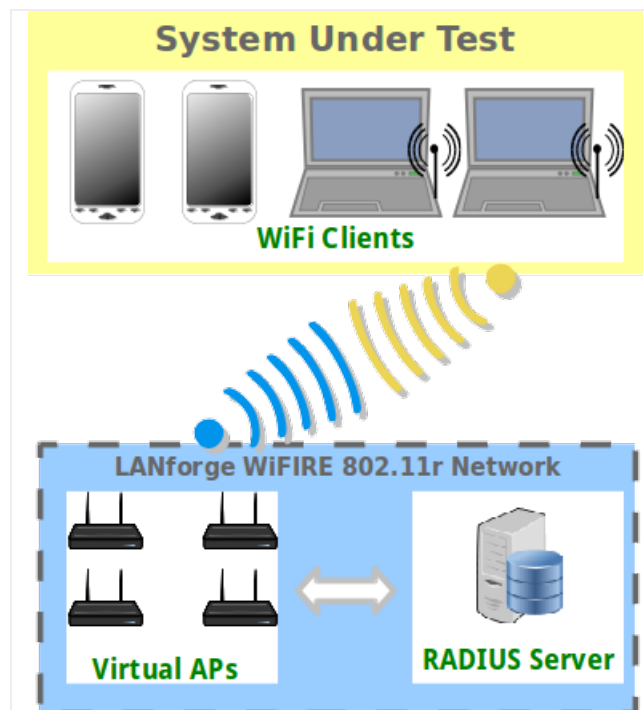 System Under Test
WiFi Clients
LANforge WiFIRE 802.11r Network
Virtual APs
RADIUS Server